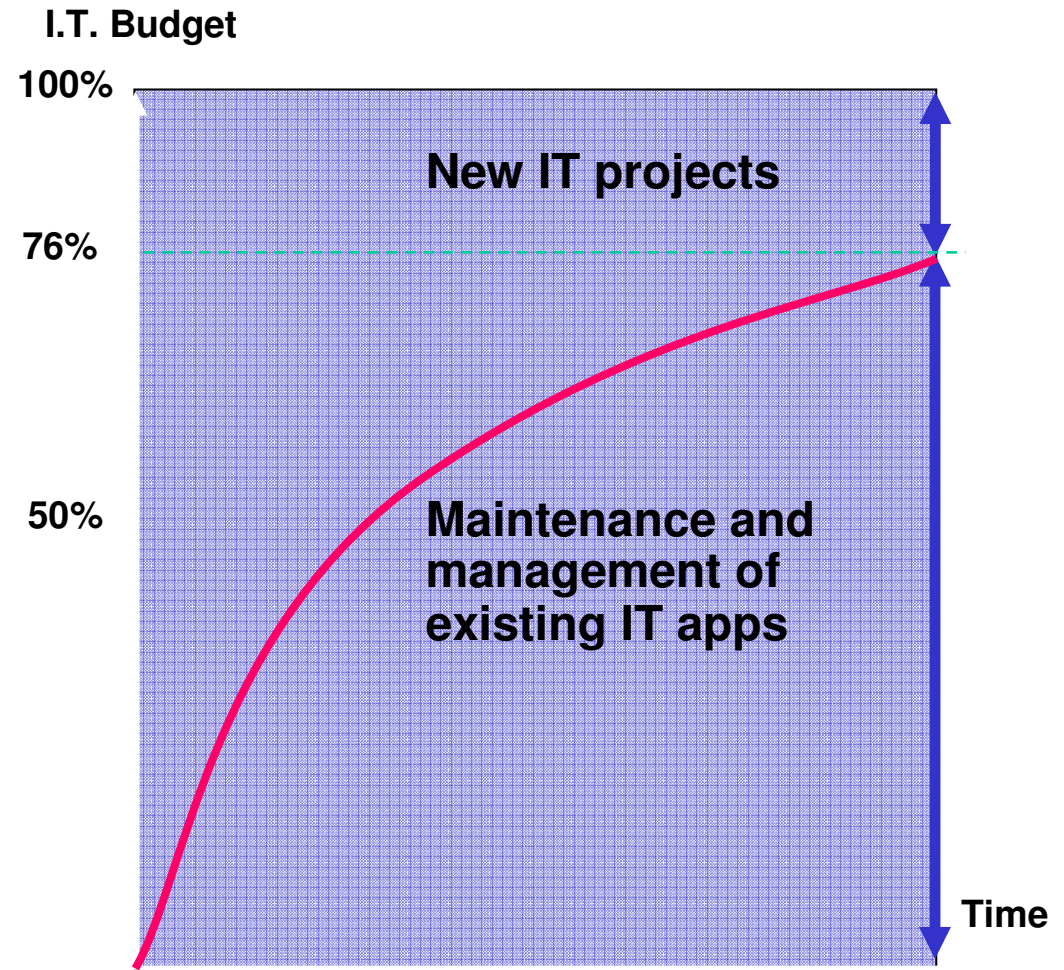 I.T. Budget
100%
New IT projects
76%
50%
Maintenance and
management of
existing IT apps
Time